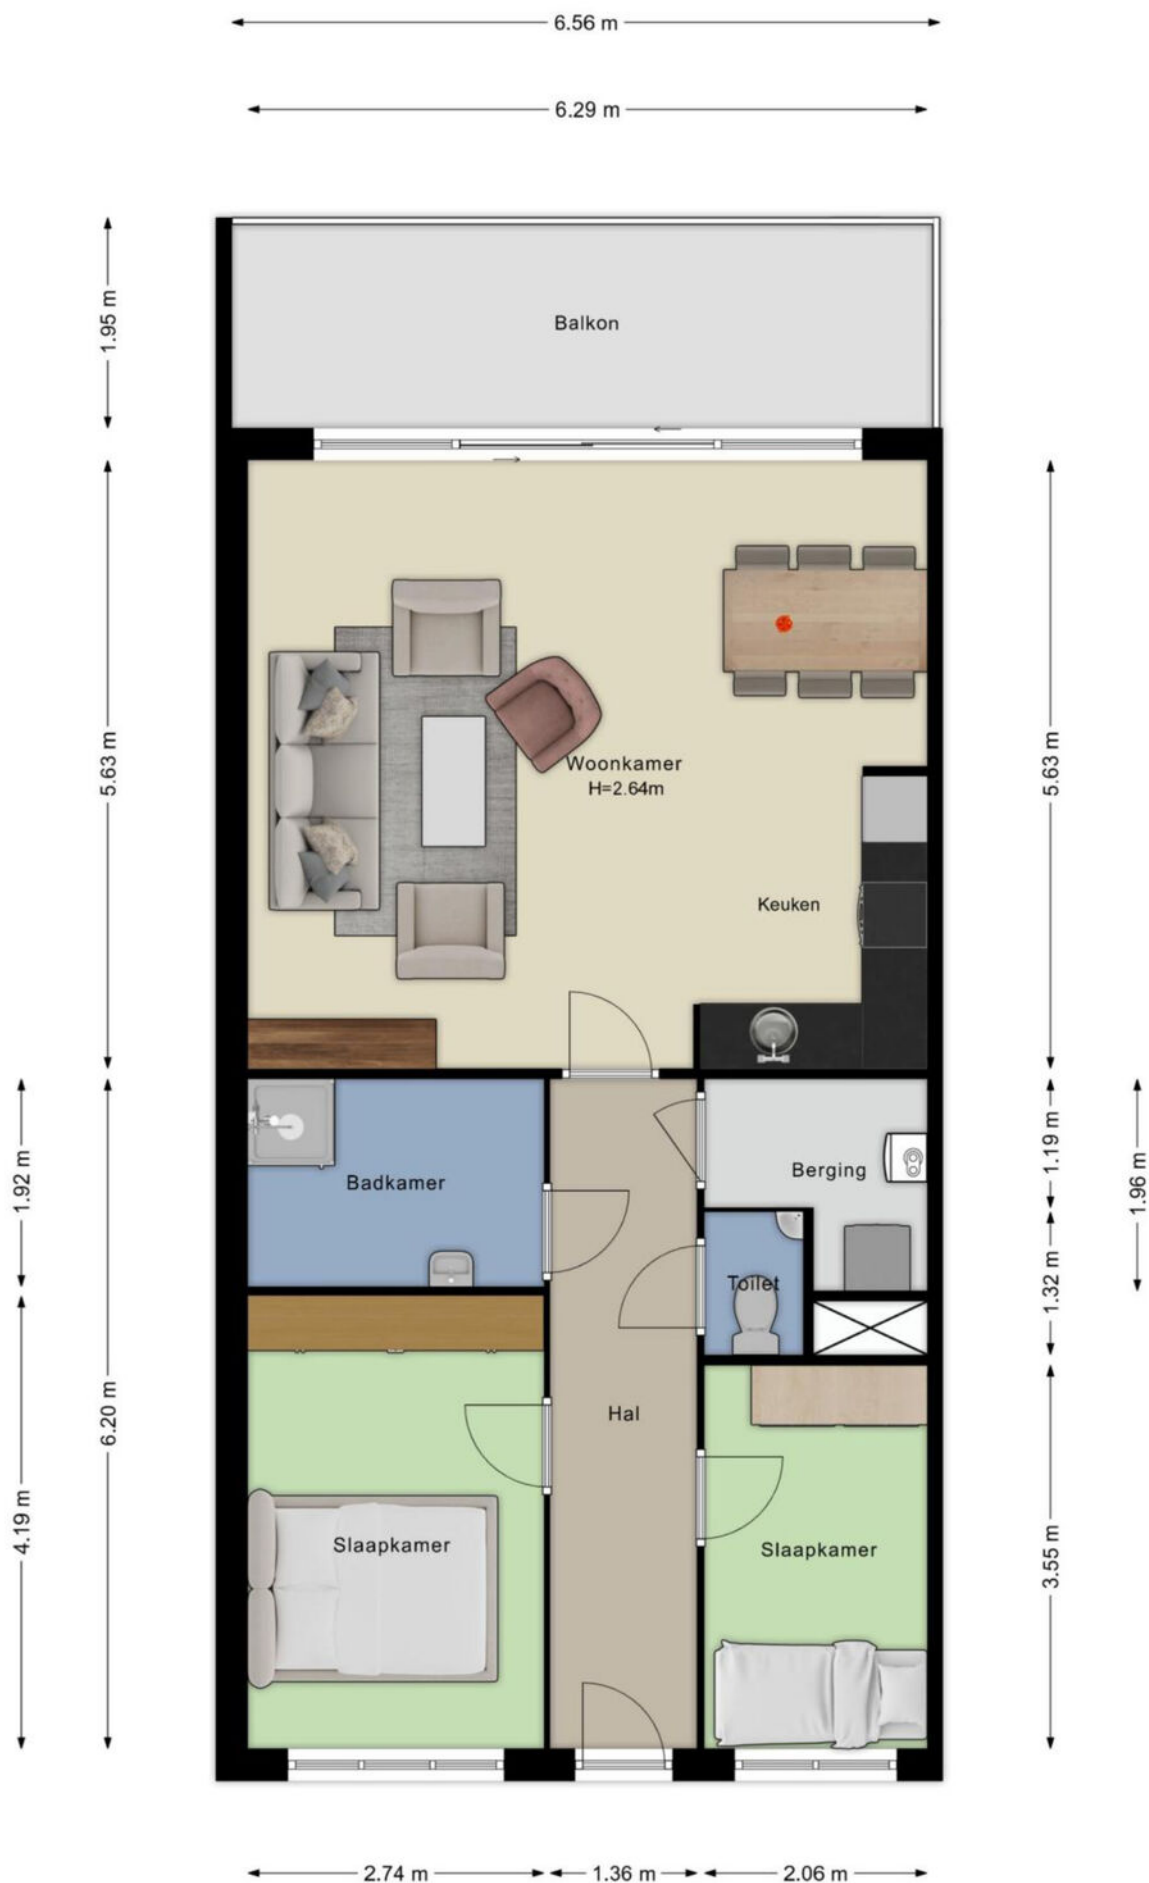 6.56 m
6.29 m
1.95 m
Balkon
5.63 m
Woonkamer
H=2.64m
5.63 m
Keuken
1.92 m
Badkamer
Berging
1.19 m
1.96 m
Toilet
1.32 m
6.20 m
Hal
4.19 m
Slaapkamer
Slaapkamer
3.55 m
2.74 m
1.36 m
2.06 m